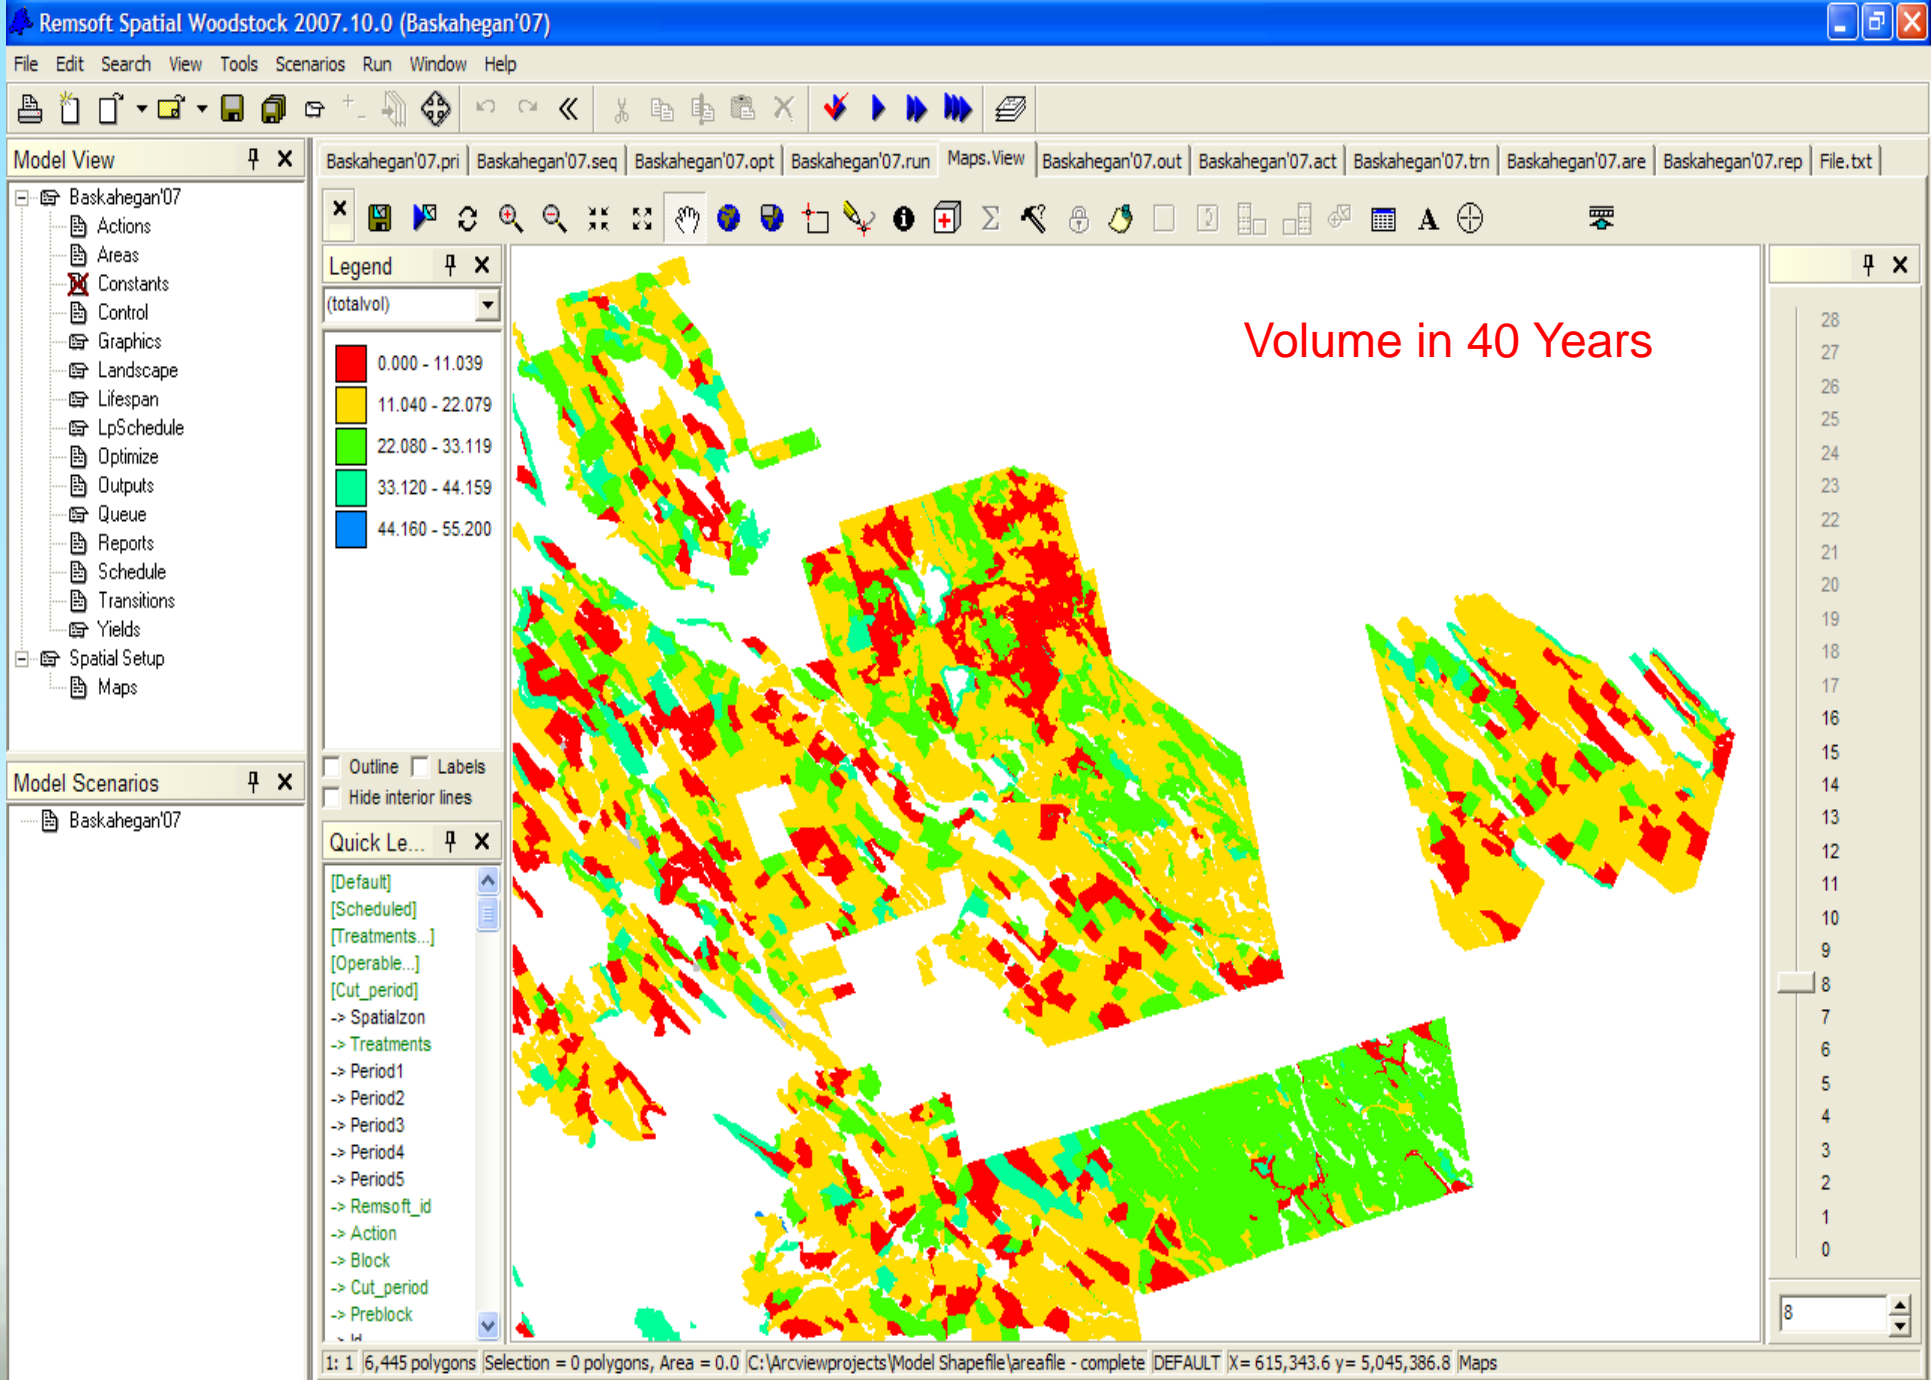 Remsoft Spatial Woodstock 2007.10.0 (Baskahegan'07)
File Edit Search View Tools Scenarios Run Window Help
Model View
Baskahegan'07
Actions
Areas
Constants
Control
Graphics
Landscape
Lifespan
LpSchedule
Optimize
Outputs
Queue
Reports
Schedule
Transitions
Yields
Spatial Setup
Maps
Model Scenarios
Baskahegan'07
Baskahegan'07.pri Baskahegan'07.seq Baskahegan'07.opt Baskahegan'07.run Maps.View Baskahegan'07.out Baskahegan'07.act Baskahegan'07.trn Baskahegan'07.are Baskahegan'07.rep File.txt
A
Legend
(totalvol)
0.000 - 11.039
11.040 - 22.079
22.080 - 33.119
33.120 - 44.159
44.160 - 55.200
Outline Labels
Hide interior lines
Quick Le...
[Default]
[Scheduled]
[Treatments...]
[Operable...]
[Cut_period]
-> Spatialzon
-> Treatments
-> Period1
-> Period2
-> Period3
-> Period4
-> Period5
-> Remsoft_id
-> Action
-> Block
-> Cut_period
-> Preblock
-> Id
Volume in 40 Years
28
27
26
25
24
23
22
21
20
19
18
17
16
15
14
13
12
11
10
9
8
7
6
5
4
3
2
1
0
8
1: 1 6,445 polygons Selection = 0 polygons, Area = 0.0 C:\Arcviewprojects\Model Shapefile\areafile - complete DEFAULT X= 615,343.6 y= 5,045,386.8 Maps